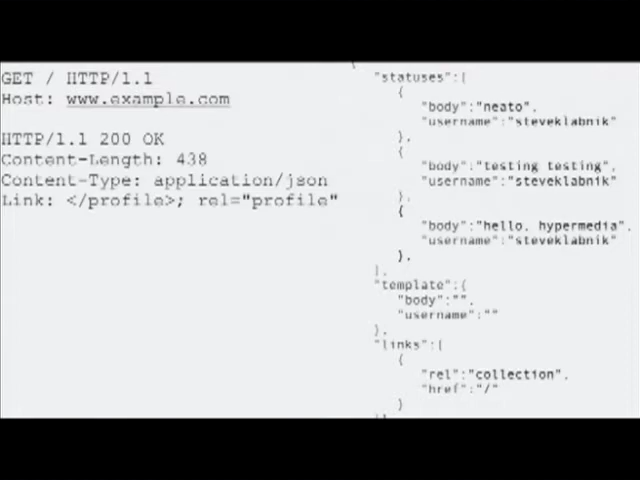 GET / HTTP/1.1
Host: www.example.com
HTTP/1.1 200 OK
Content-Length: 438
Content-Type: application/json
Link: </profile>; rel="profile"
{
"statuses":[
{
"body":"neato",
"username":"steveklabnik"
},
{
"body":"testing testing",
"username":"steveklabnik"
},
{
"body":"hello, hypermedia",
"username":"steveklabnik"
},
],
"template":{
"body":"",
"username":""
},
"links":[
{
"rel":"collection",
"href":"/"
}